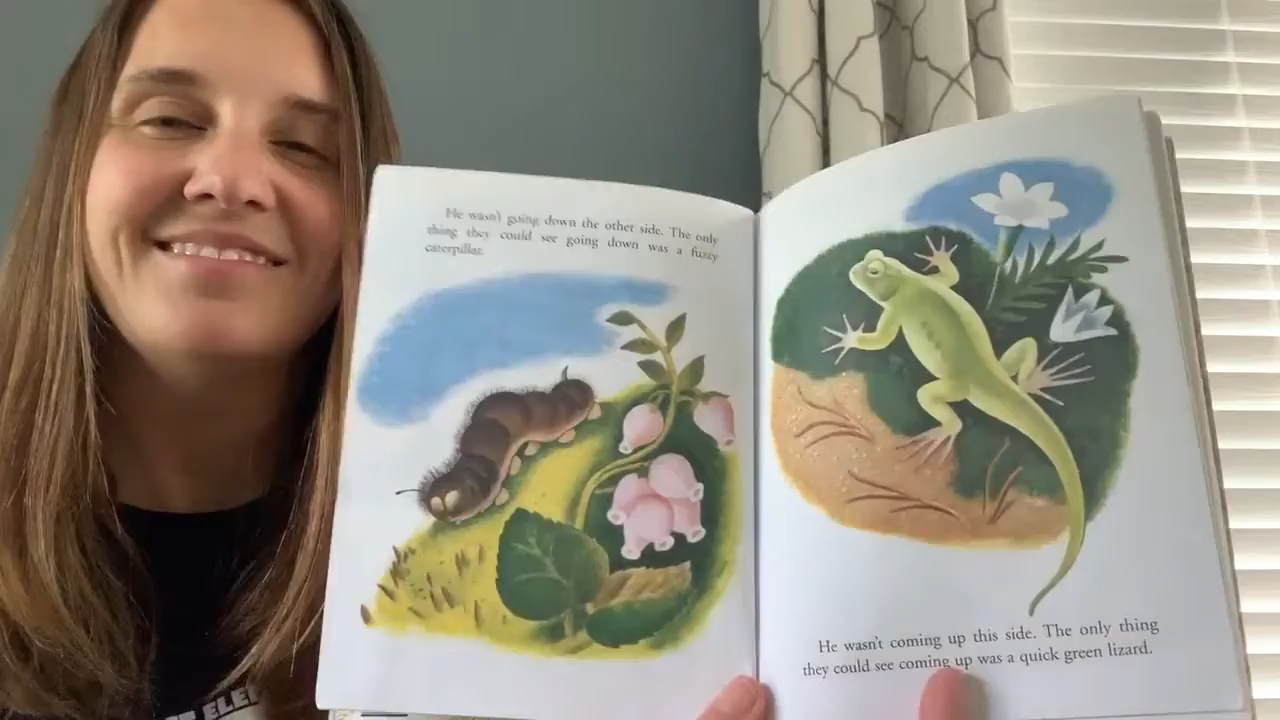 He wasn't going down the other side. The only
thing they could see going down was a fuzzy
caterpillar.
He wasn't coming up this side. The only thing
they could see coming up was a quick green lizard.